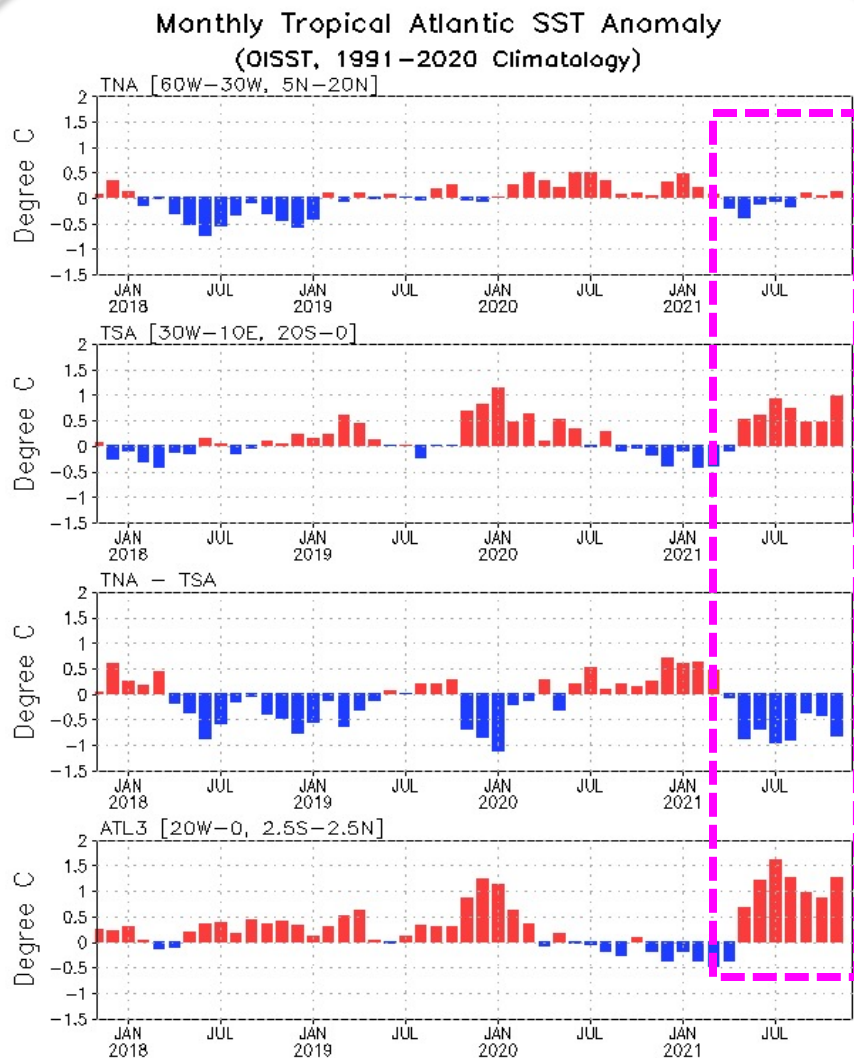 Monthly Tropical Atlantic SST Anomaly
(OISST, 1991-2020 Climatology)
TNA [60W-30W, 5N-20N]
Degree C
2
1.5
1
0.5
0
-0.5
-1
-1.5
JAN JUL JAN JUL JAN JUL JAN JUL
2018 2019 2020 2021
TSA [30W-10E, 20S-0]
Degree C
2
1.5
1
0.5
0
-0.5
-1
-1.5
JAN JUL JAN JUL JAN JUL JAN JUL
2018 2019 2020 2021
TNA - TSA
Degree C
2
1.5
1
0.5
0
-0.5
-1
-1.5
JAN JUL JAN JUL JAN JUL JAN JUL
2018 2019 2020 2021
ATL3 [20W-0, 2.5S-2.5N]
Degree C
2
1.5
1
0.5
0
-0.5
-1
-1.5
JAN JUL JAN JUL JAN JUL JAN JUL
2018 2019 2020 2021